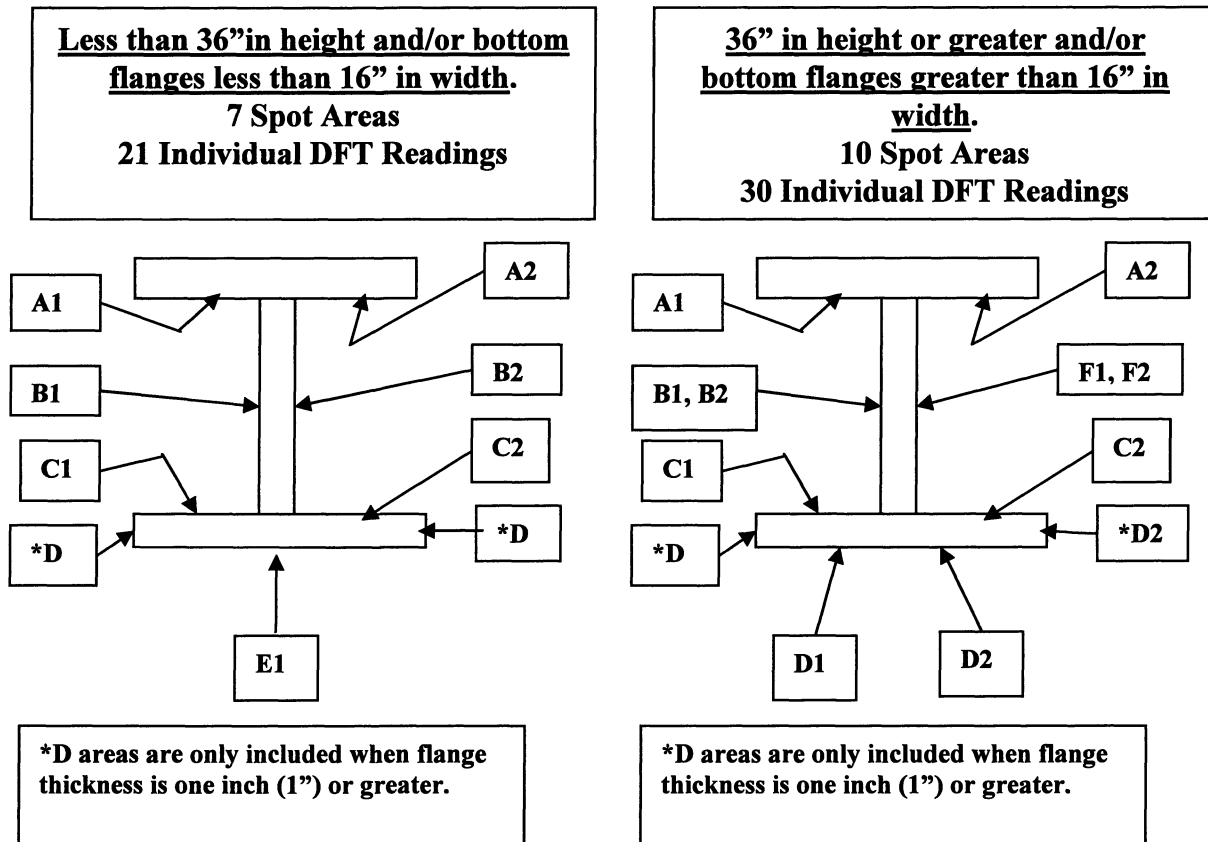 Less than 36”in height and/or bottom
flanges less than 16” in width.
7 Spot Areas
21 Individual DFT Readings
A1
A2
B1
B2
C1
C2
*D
*D
E1
*D areas are only included when flange
thickness is one inch (1”) or greater.
36” in height or greater and/or
bottom flanges greater than 16” in
width.
10 Spot Areas
30 Individual DFT Readings
A1
A2
B1, B2
F1, F2
C1
C2
*D
*D2
D1
D2
*D areas are only included when flange
thickness is one inch (1”) or greater.